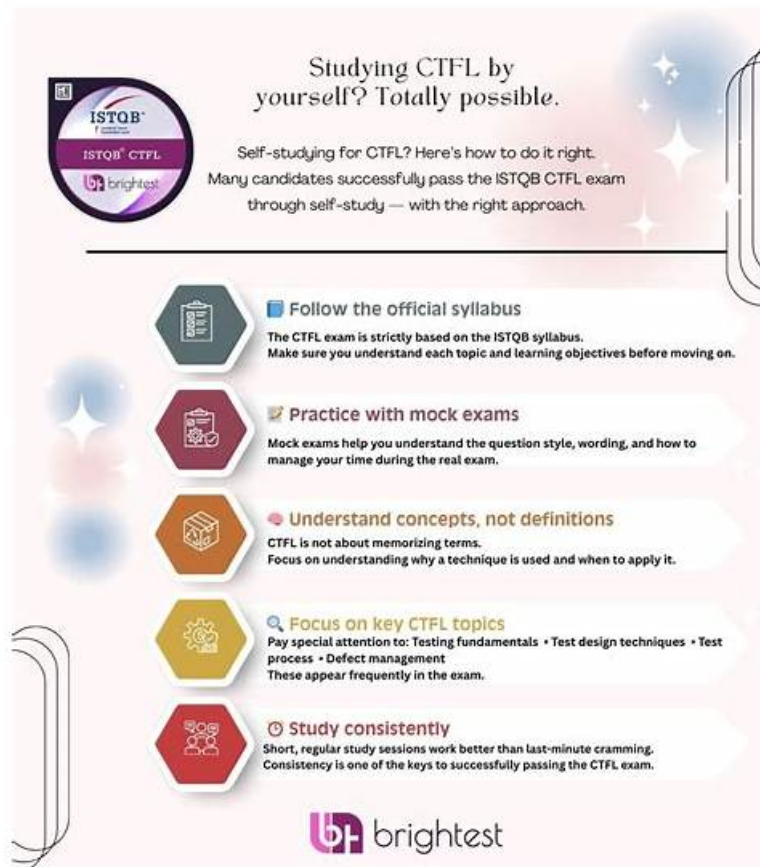 Studying CTFL by
yourself? Totally possible.
ISTQB®
ISTQB® CTFL
brightest
Self-studying for CTFL? Here's how to do it right.
Many candidates successfully pass the ISTQB CTFL exam
through self-study — with the right approach.
Follow the official syllabus
The CTFL exam is strictly based on the ISTQB syllabus.
Make sure you understand each topic and learning objectives before moving on.
Practice with mock exams
Mock exams help you understand the question style, wording, and how to
manage your time during the real exam.
Understand concepts, not definitions
CTFL is not about memorizing terms.
Focus on understanding why a technique is used and when to apply it.
Focus on key CTFL topics
Pay special attention to: Testing fundamentals • Test design techniques • Test
process • Defect management
These appear frequently in the exam.
Study consistently
Short, regular study sessions work better than last-minute cramming.
Consistency is one of the keys to successfully passing the CTFL exam.
brightest